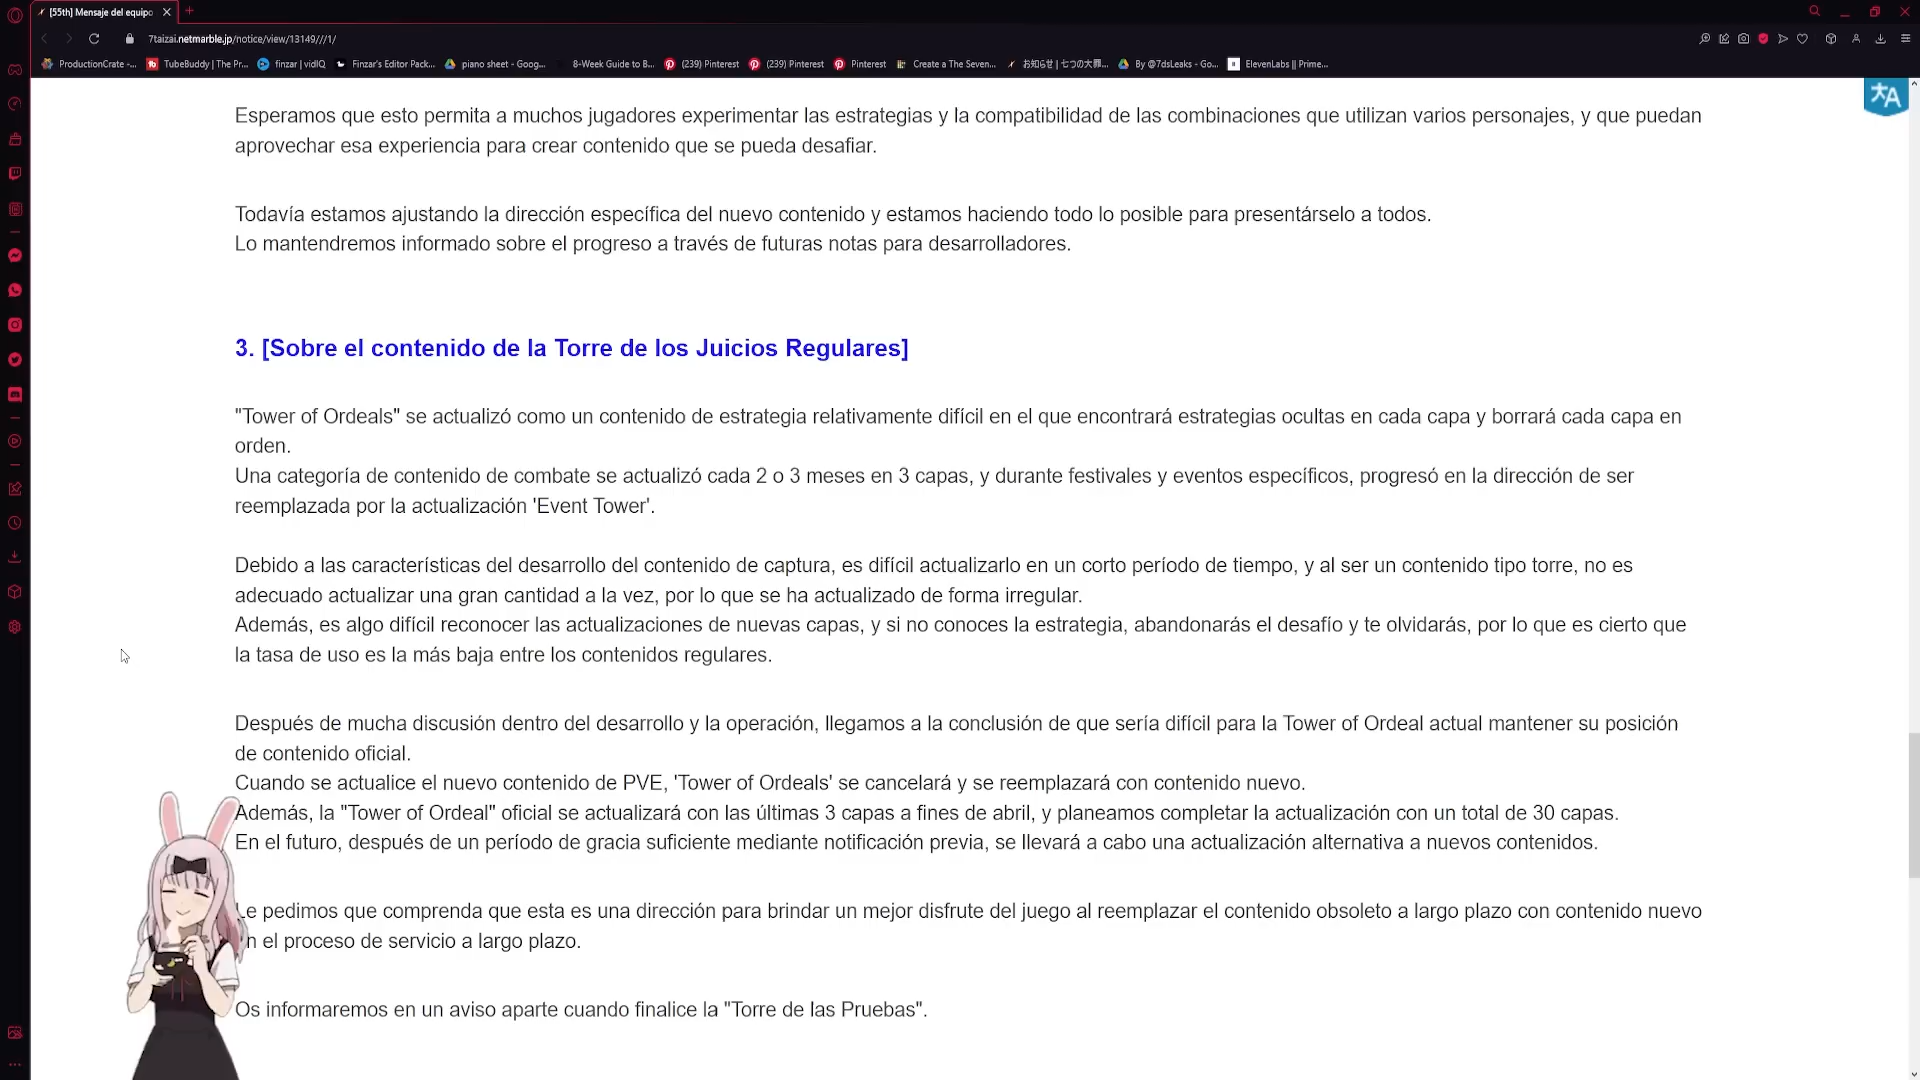 [55th] Mensaje del equipo
7taizai.netmarble.jp/notice/view/13149///1/
ProductionCrate -... TubeBuddy | The Pr... finzar | vidIQ Finzar's Editor Pack... piano sheet - Goog... 8-Week Guide to B... (239) Pinterest (239) Pinterest Pinterest Create a The Seven... お知らせ | 七つの大罪... By @7dsLeaks - Go... ElevenLabs || Prime...
Esperamos que esto permita a muchos jugadores experimentar las estrategias y la compatibilidad de las combinaciones que utilizan varios personajes, y que puedan
aprovechar esa experiencia para crear contenido que se pueda desafiar.
Todavía estamos ajustando la dirección específica del nuevo contenido y estamos haciendo todo lo posible para presentárselo a todos.
Lo mantendremos informado sobre el progreso a través de futuras notas para desarrolladores.
3. [Sobre el contenido de la Torre de los Juicios Regulares]
"Tower of Ordeals" se actualizó como un contenido de estrategia relativamente difícil en el que encontrará estrategias ocultas en cada capa y borrará cada capa en
orden.
Una categoría de contenido de combate se actualizó cada 2 o 3 meses en 3 capas, y durante festivales y eventos específicos, progresó en la dirección de ser
reemplazada por la actualización 'Event Tower'.
Debido a las características del desarrollo del contenido de captura, es difícil actualizarlo en un corto período de tiempo, y al ser un contenido tipo torre, no es
adecuado actualizar una gran cantidad a la vez, por lo que se ha actualizado de forma irregular.
Además, es algo difícil reconocer las actualizaciones de nuevas capas, y si no conoces la estrategia, abandonarás el desafío y te olvidarás, por lo que es cierto que
la tasa de uso es la más baja entre los contenidos regulares.
Después de mucha discusión dentro del desarrollo y la operación, llegamos a la conclusión de que sería difícil para la Tower of Ordeal actual mantener su posición
de contenido oficial.
Cuando se actualice el nuevo contenido de PVE, 'Tower of Ordeals' se cancelará y se reemplazará con contenido nuevo.
Además, la "Tower of Ordeal" oficial se actualizará con las últimas 3 capas a fines de abril, y planeamos completar la actualización con un total de 30 capas.
En el futuro, después de un período de gracia suficiente mediante notificación previa, se llevará a cabo una actualización alternativa a nuevos contenidos.
Le pedimos que comprenda que esta es una dirección para brindar un mejor disfrute del juego al reemplazar el contenido obsoleto a largo plazo con contenido nuevo
en el proceso de servicio a largo plazo.
Os informaremos en un aviso aparte cuando finalice la "Torre de las Pruebas".